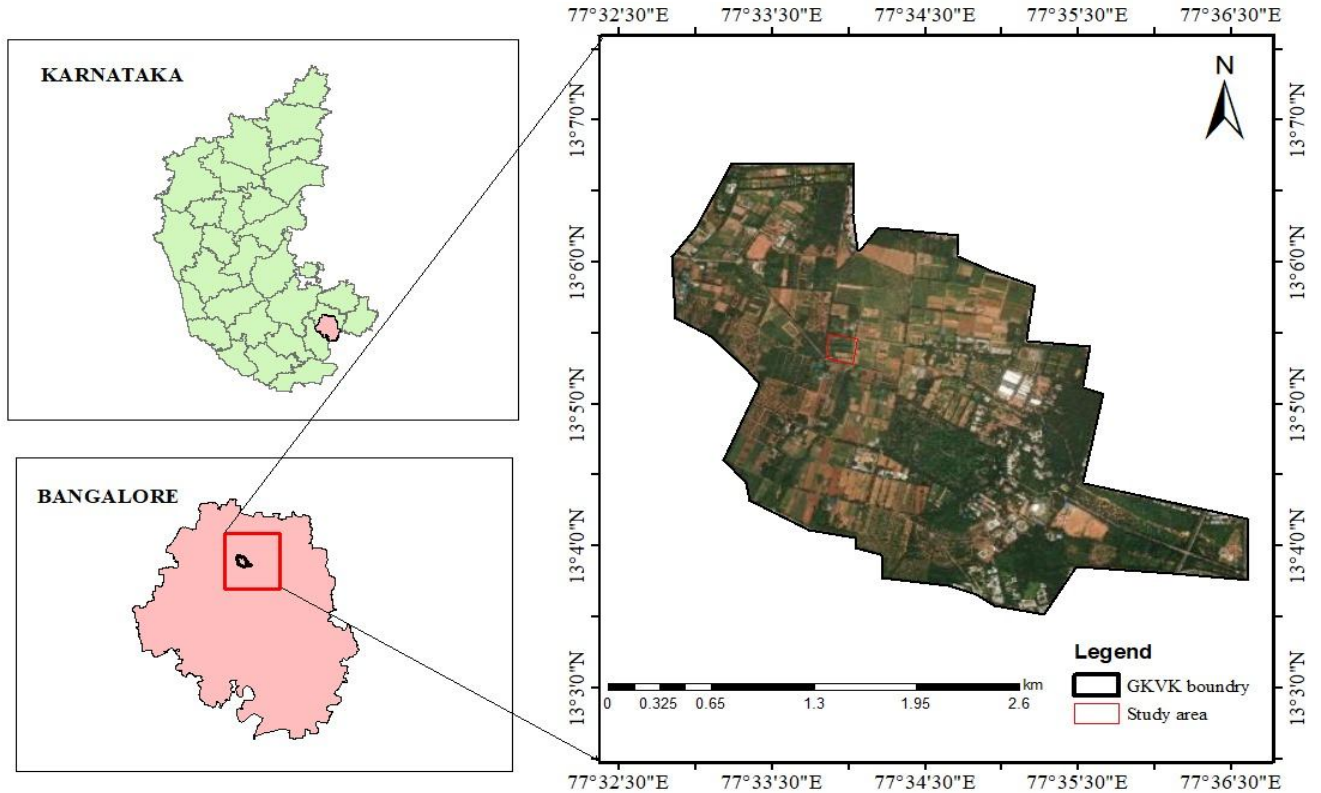 KARNATAKA
BANGALORE
77°32'30"E 77°33'30"E 77°34'30"E 77°35'30"E 77°36'30"E
N
13°7'0"N 13°7'0"N
13°6'0"N 13°6'0"N
13°5'0"N 13°5'0"N
13°4'0"N 13°4'0"N
13°3'0"N 13°3'0"N
Legend
GKVK boundry
Study area
km
0 0.325 0.65 1.3 1.95 2.6
77°32'30"E 77°33'30"E 77°34'30"E 77°35'30"E 77°36'30"E